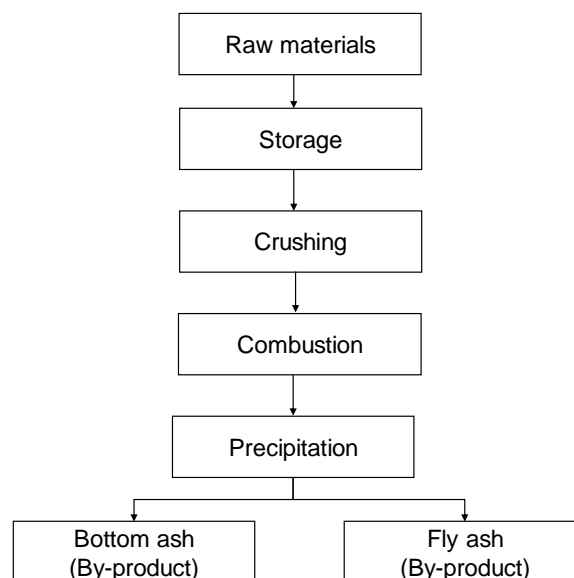 Raw materials
Storage
Crushing
Combustion
Precipitation
Bottom ash
(By-product)
Fly ash
(By-product)